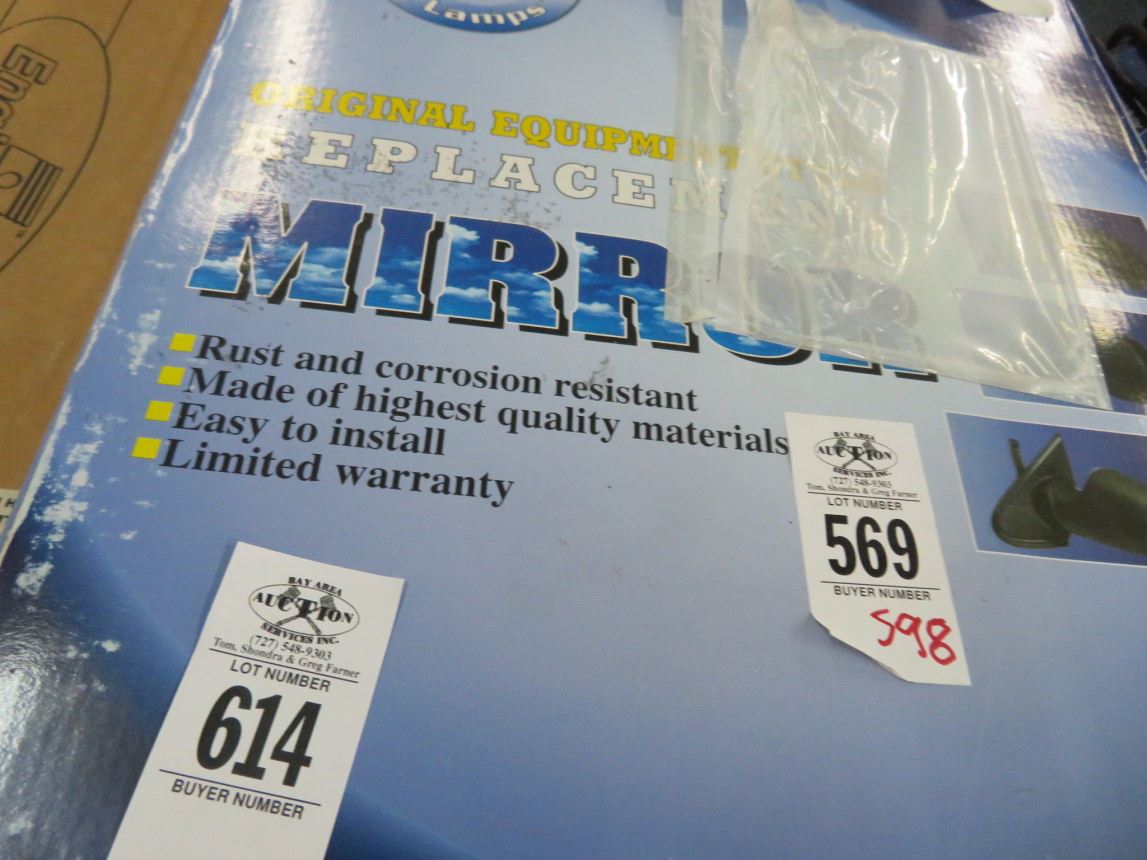 Lamps
ORIGINAL EQUIPMENT
REPLACEMENT
MIRROR
Rust and corrosion resistant
Made of highest quality materials
Easy to install
Limited warranty
BAY AREA
AUCTION
SERVICES INC.
(727) 548-9303
Tom, Shondra & Greg Farner
LOT NUMBER
569
BUYER NUMBER
598
BAY AREA
AUCTION
SERVICES INC.
(727) 548-9303
Tom, Shondra & Greg Farner
LOT NUMBER
614
BUYER NUMBER